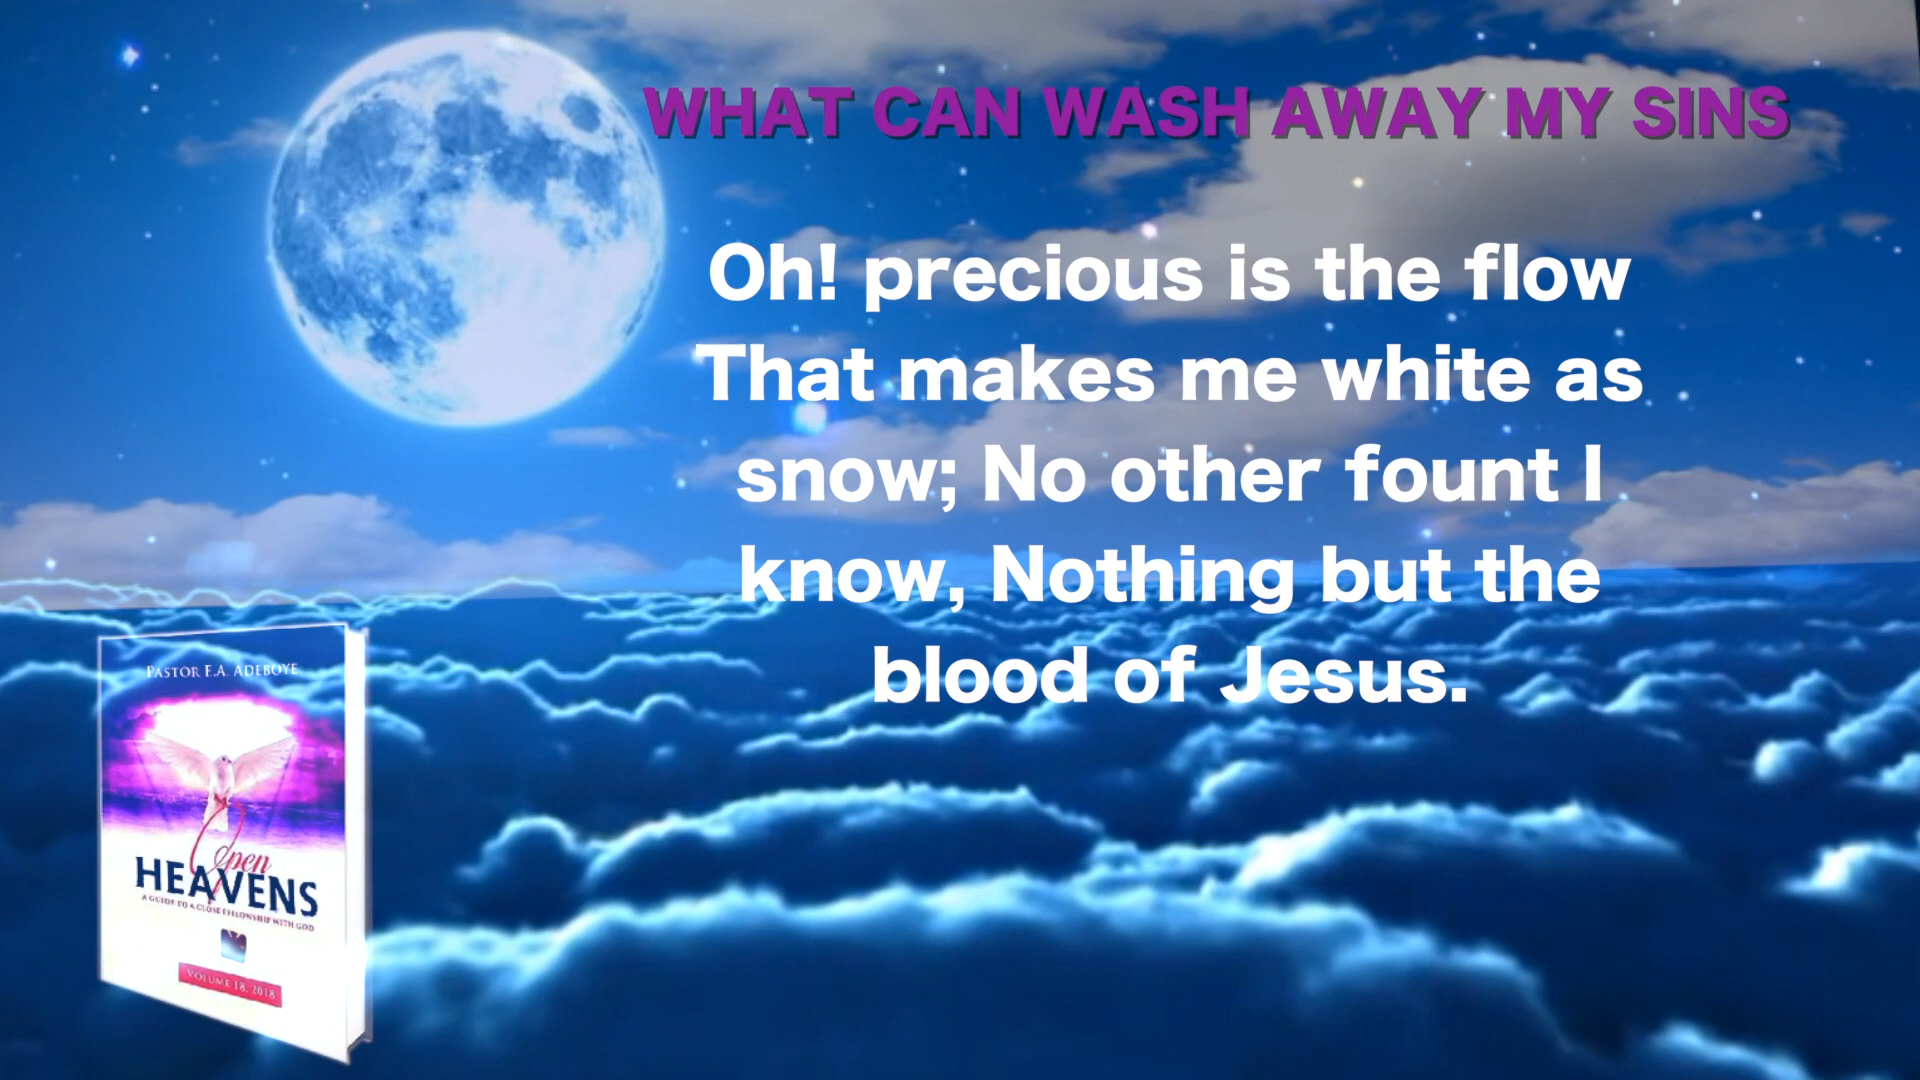 WHAT CAN WASH AWAY MY SINS
Oh! precious is the flow
That makes me white as
snow; No other fount I
know, Nothing but the
blood of Jesus.
PASTOR E.A. ADEBOYE
Open
HEAVENS
A GUIDE TO A CLOSE FELLOWSHIP WITH GOD
VOLUME 18, 2018